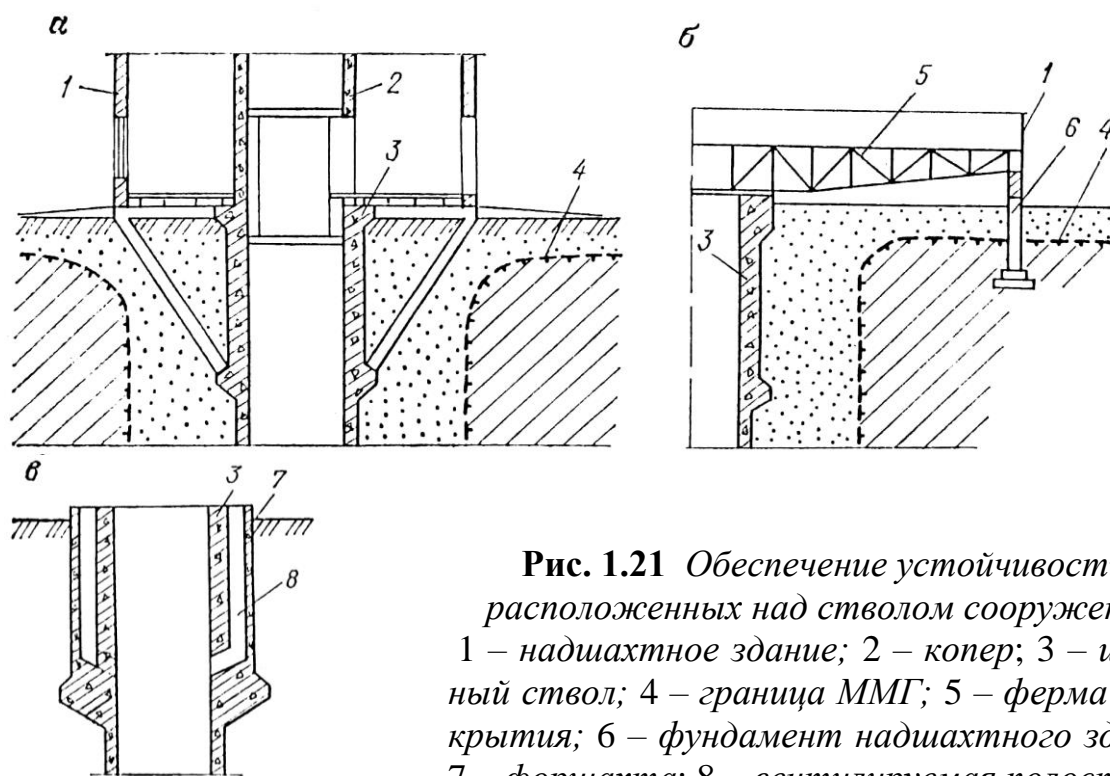 а
б
1
2
3
4
5
1
6
4
3
в
3
7
8
Рис. 1.21 Обеспечение устойчивост
расположенных над стволом сооруже
1 – надшахтное здание; 2 – копер; 3 –
ный ствол; 4 – граница ММГ; 5 – ферма
крытия; 6 – фундамент надшахтного зд
7 – форшахта; 8 – вентилируемая полост